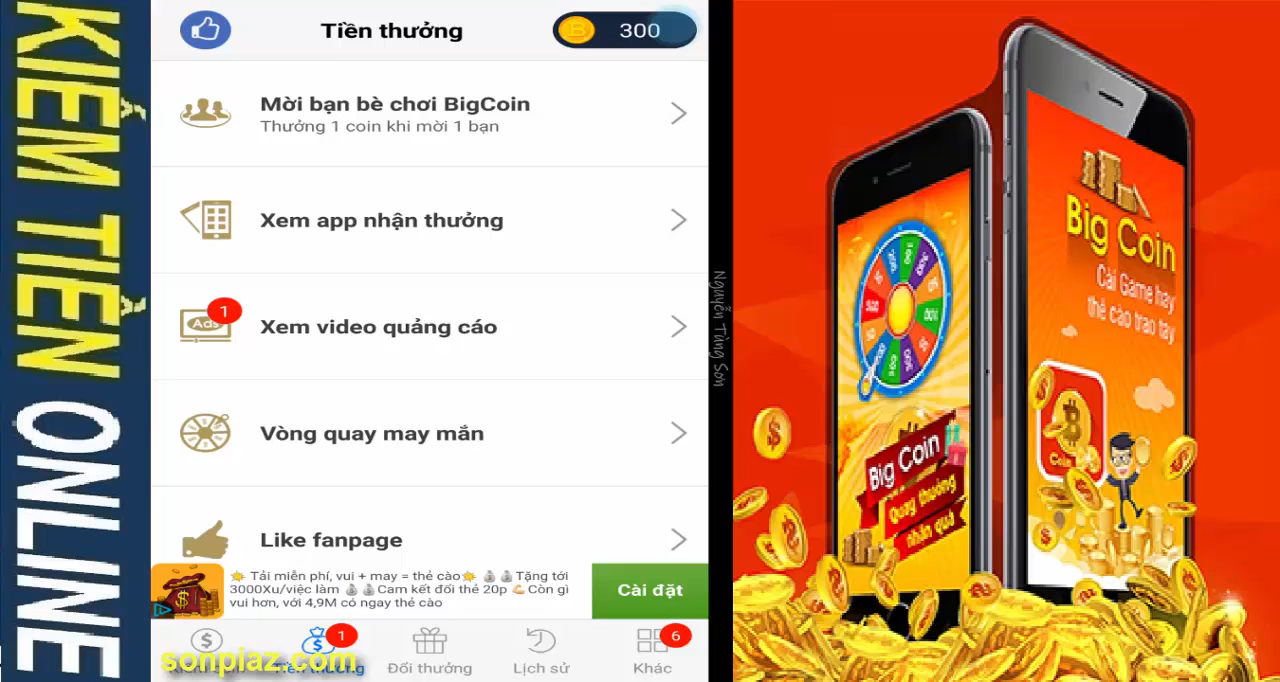 KIẾM TIỀN ONLINE
Tiền thưởng
300
Mời bạn bè chơi BigCoin
Thưởng 1 coin khi mời 1 bạn
Xem app nhận thưởng
Ads
1
Xem video quảng cáo
Vòng quay may mắn
Like fanpage
Tải miễn phí, vui + may = thẻ cào
Tặng tới
3000Xu/việc làm
Cam kết đổi thẻ 20p
Còn gì
vui hơn, với 4,9M có ngay thẻ cào
Cài đặt
1
6
Tiền thưởng
Đổi thưởng
Lịch sử
Khác
sonpiaz.com
Nguyễn Tùng Sơn
Big Coin
Quay thưởng
nhận quà
Big Coin
Cài Game hay
thẻ cào trao tay